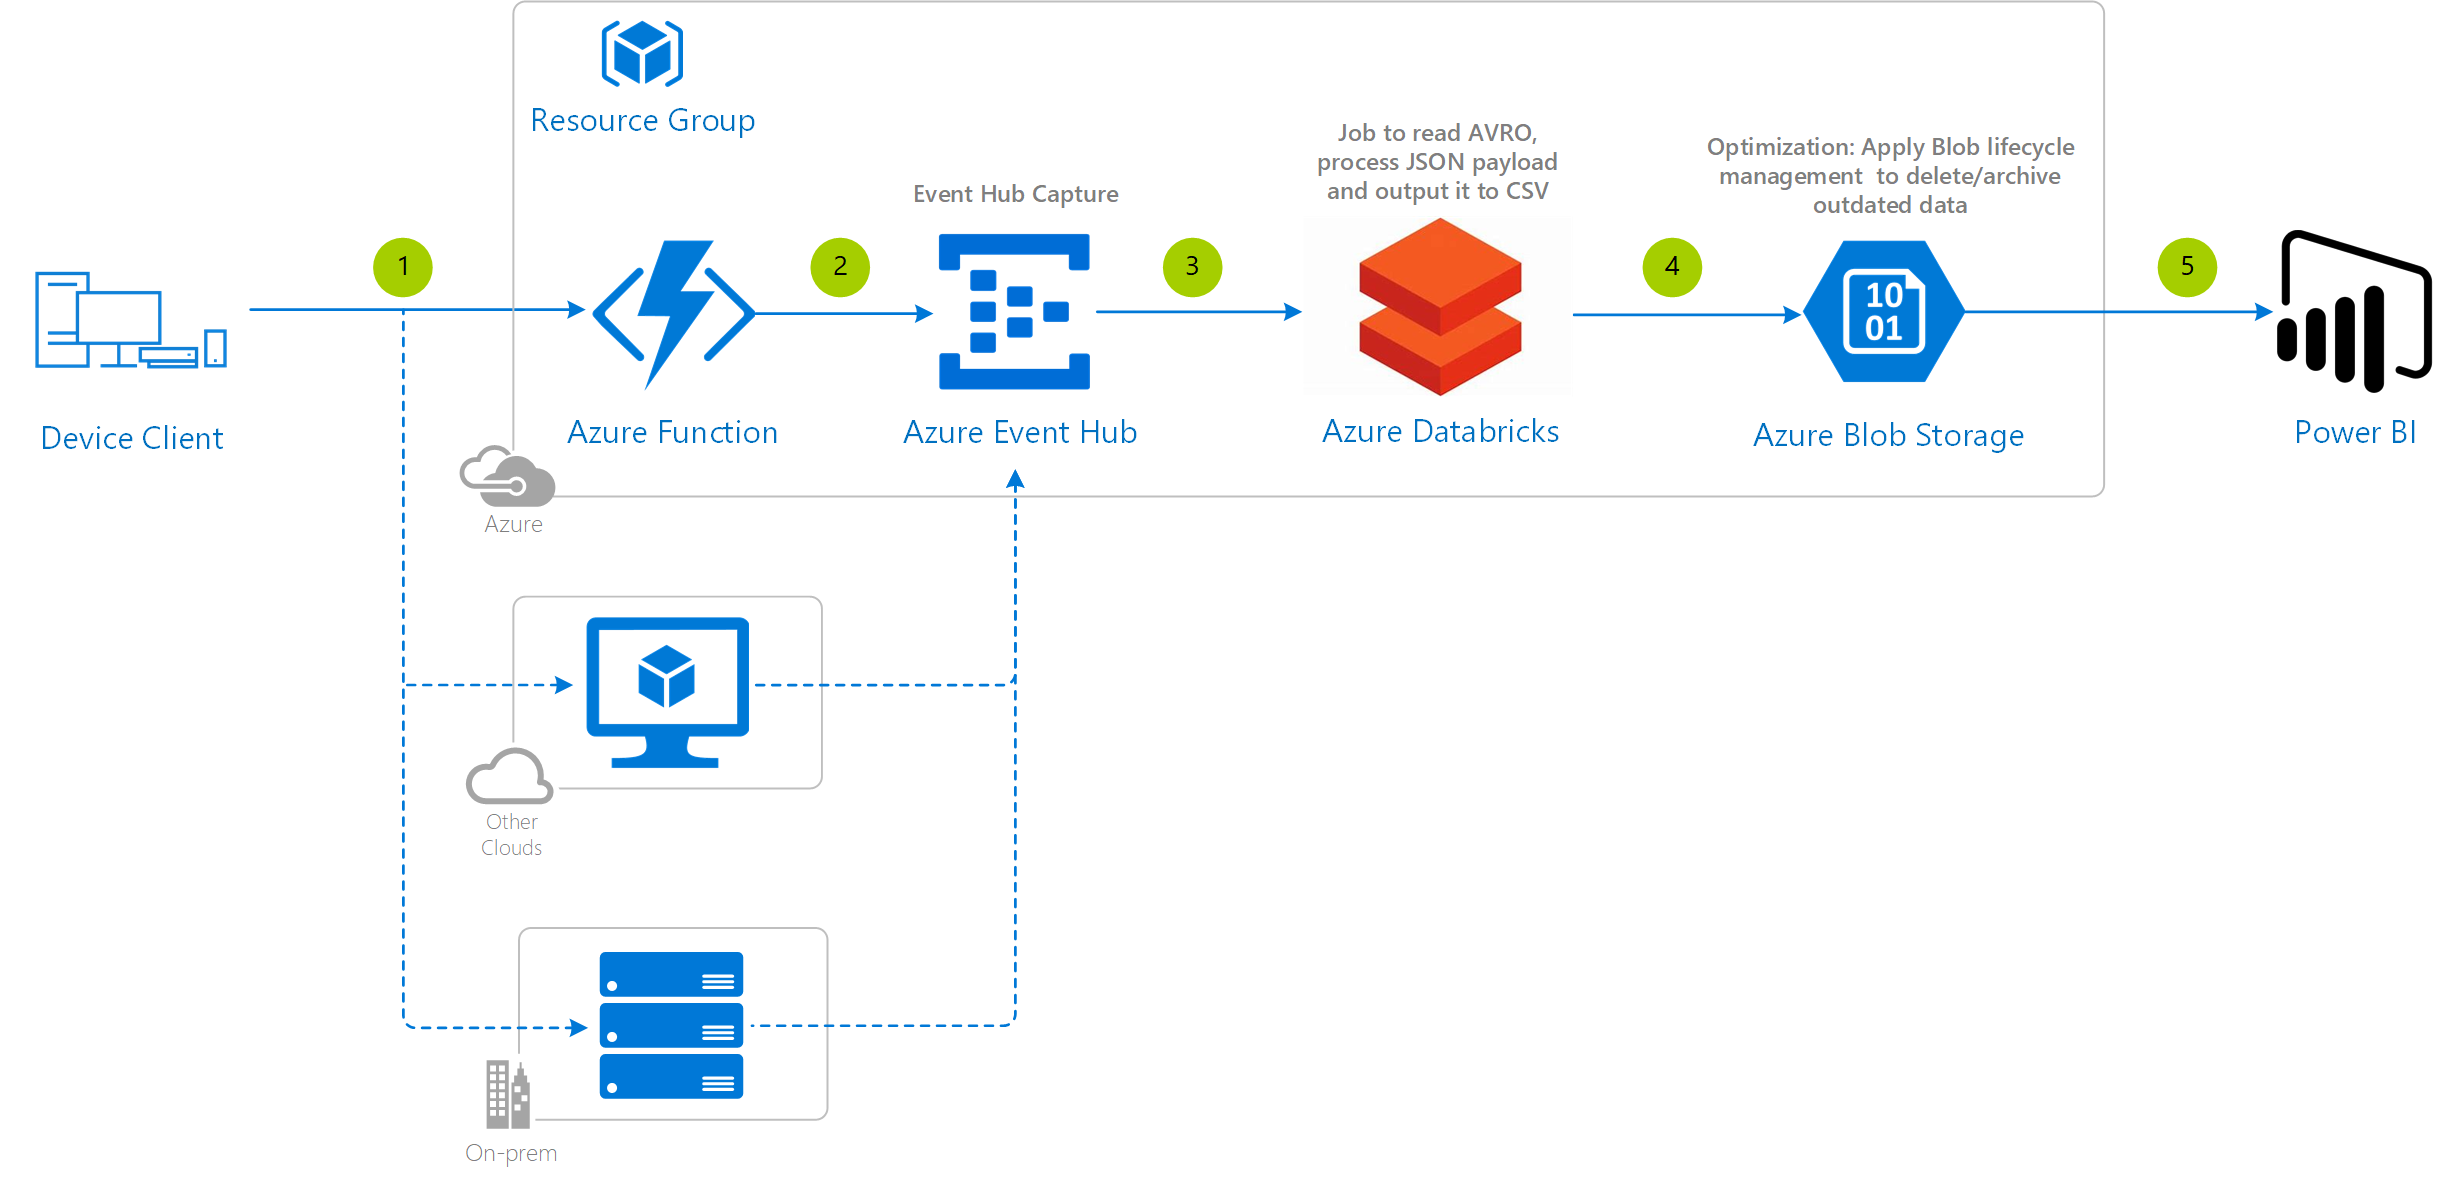 Resource Group
Job to read AVRO,
process JSON payload
and output it to CSV
Optimization: Apply Blob lifecycle
management to delete/archive
outdated data
Event Hub Capture
1
2
3
4
5
10
01
Device Client
Azure Function
Azure Event Hub
Azure Databricks
Azure Blob Storage
Power BI
Azure
Other
Clouds
On-prem